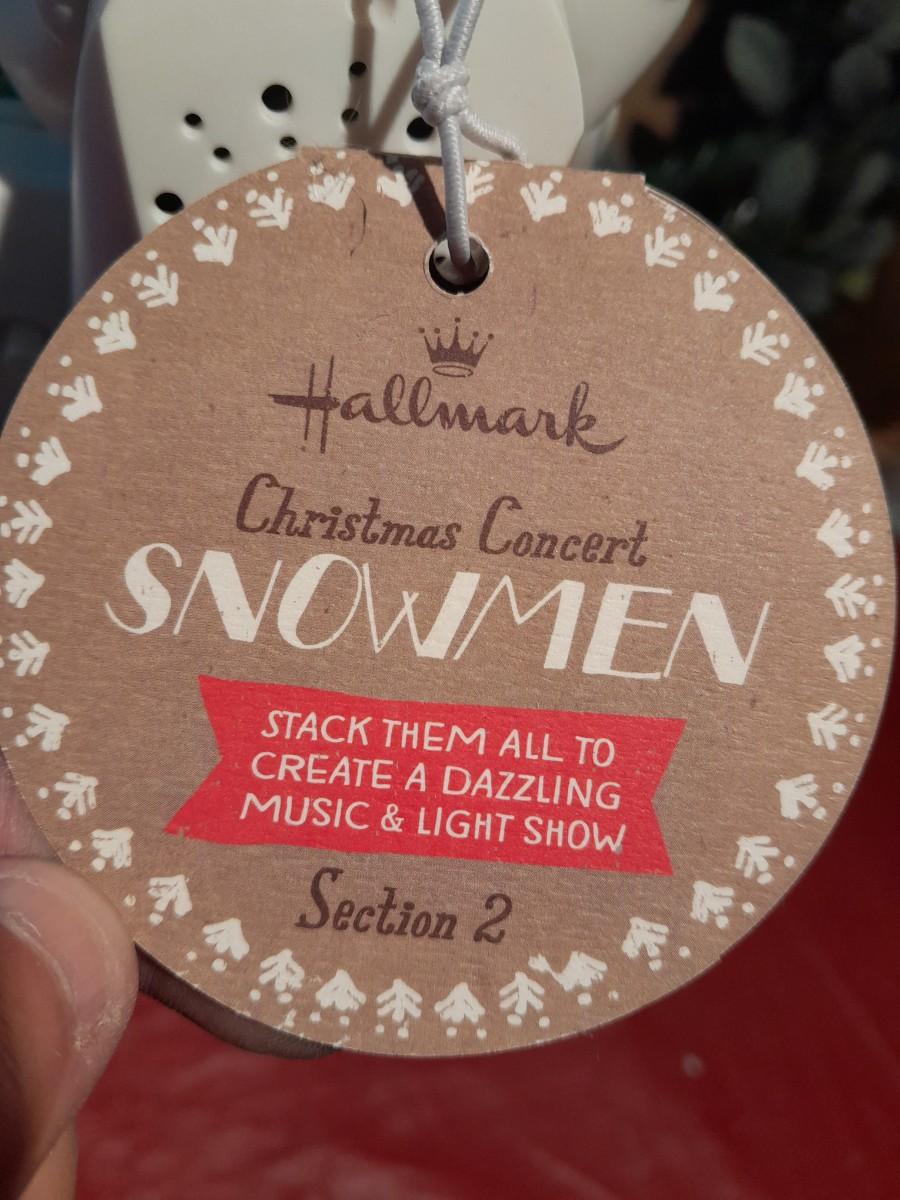 Hallmark
Christmas Concert
SNOWMEN
STACK THEM ALL TO
CREATE A DAZZLING
MUSIC & LIGHT SHOW
Section 2